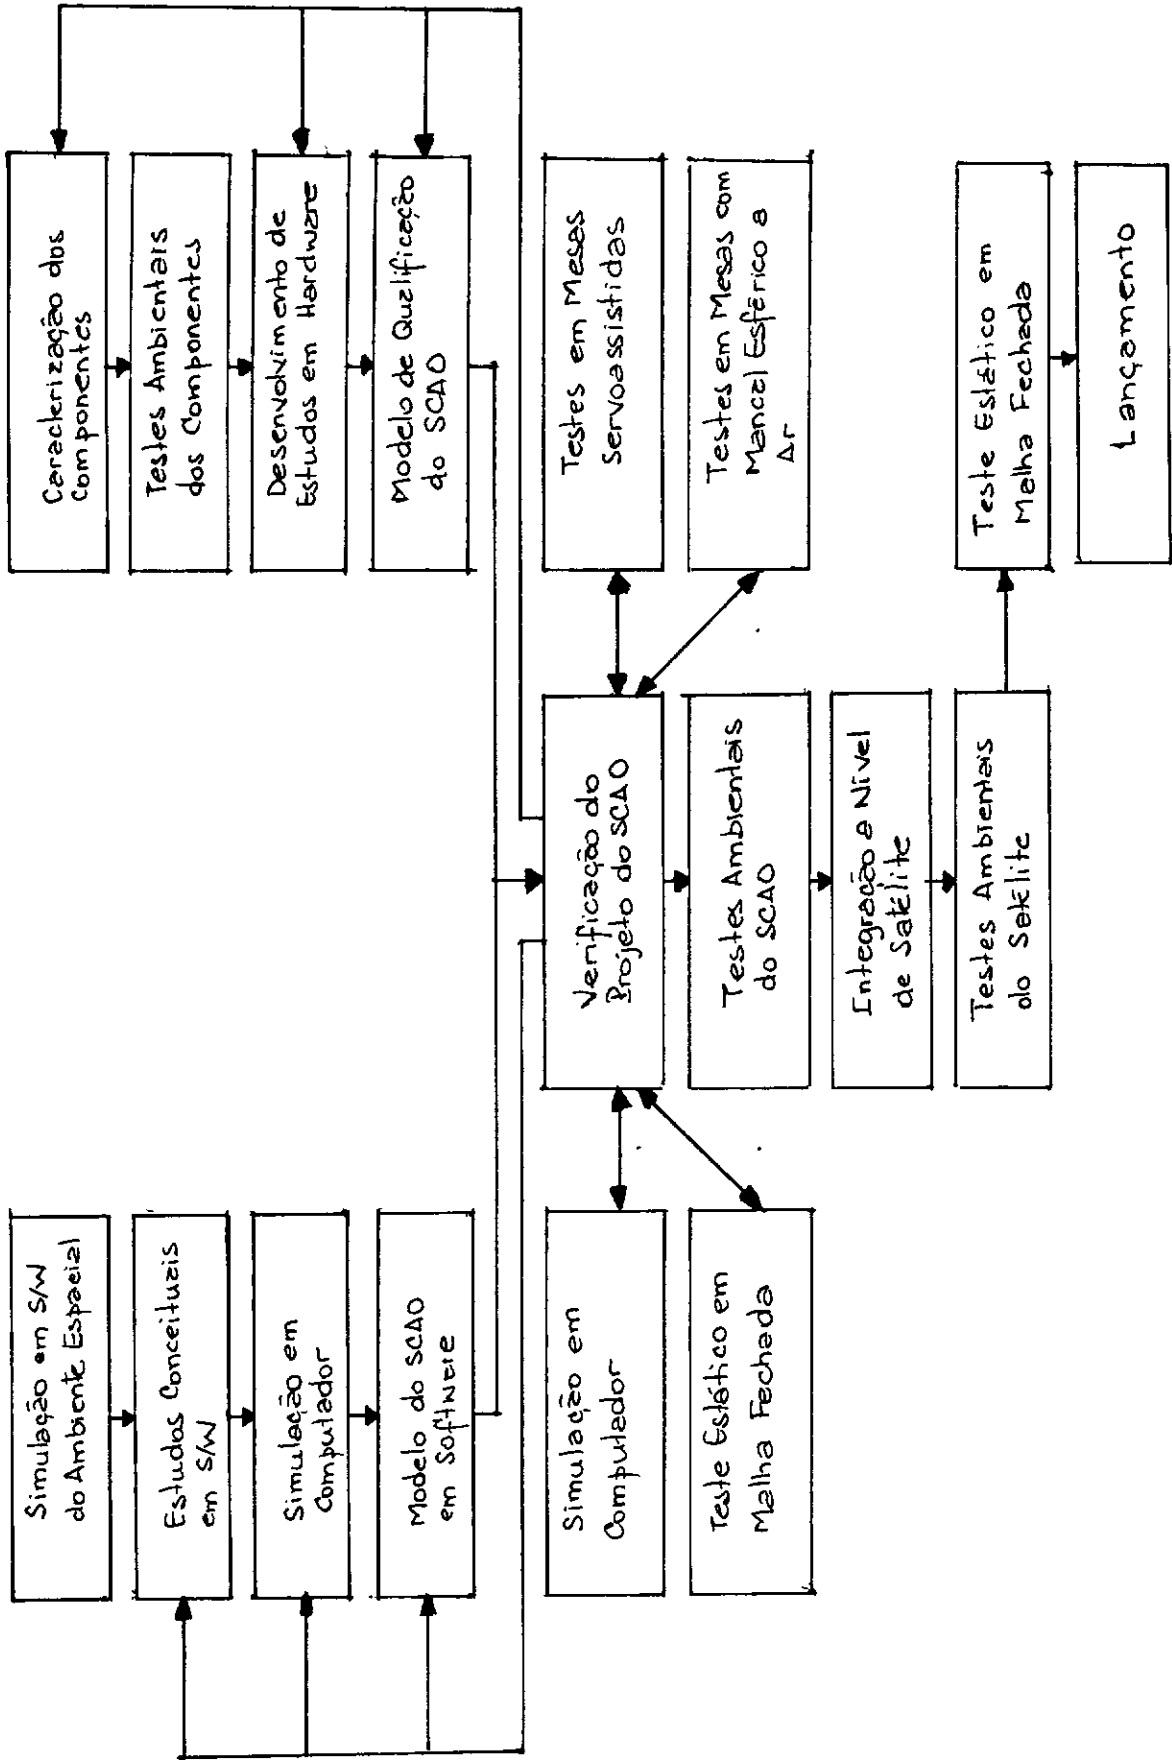 Simulação em S/W
do Ambiente Espacial
Estudos Conceituais
em S/W
Simulação em
Computador
Modelo do SCAO
em Software
Caracterização dos
Componentes
Testes Ambientais
dos Componentes
Desenvolvimento de
Estudos em Hardware
Modelo de Qualificação
do SCAO
Simulação em
Computador
Teste Estático em
Malha Fechada
Verificação do
Projeto do SCAO
Testes Ambientais
do SCAO
Integração a Nível
de Satélite
Testes Ambientais
do Satélite
Testes em Mesas
Servoassistidas
Testes em Mesas com
Mancal Esférico a
Ar
Teste Estático em
Malha Fechada
Lançamento